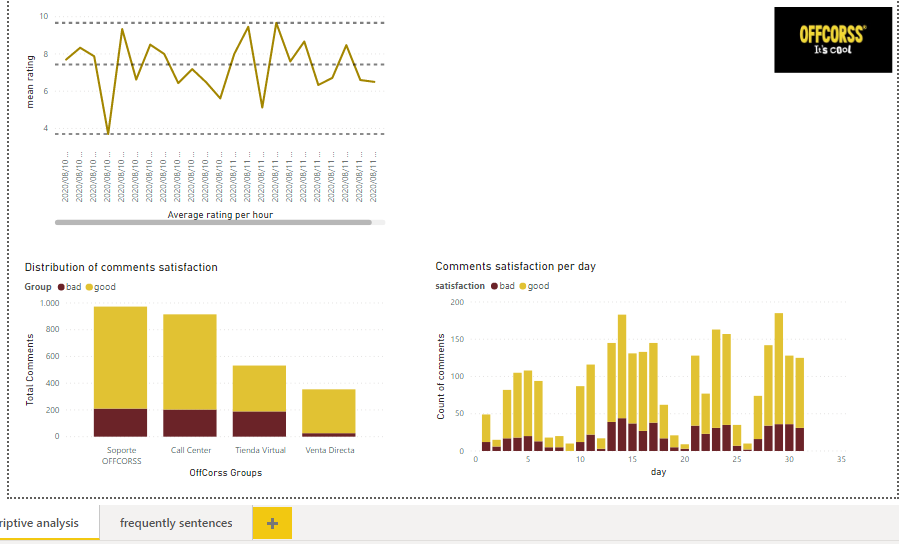 10
8
6
4
mean rating
2020/08/10...
2020/08/10...
2020/08/10...
2020/08/10...
2020/08/10...
2020/08/10...
2020/08/10...
2020/08/10...
2020/08/10...
2020/08/10...
2020/08/10...
2020/08/11...
2020/08/11...
2020/08/11...
2020/08/11...
2020/08/11...
2020/08/11...
2020/08/11...
2020/08/11...
2020/08/11...
2020/08/11...
2020/08/11...
2020/08/11...
Average rating per hour
OFFCORSS®
It's cool
Distribution of comments satisfaction
Group bad good
1.000
800
600
400
200
0
Total Comments
Soporte OFFCORSS
Call Center
Tienda Virtual
Venta Directa
OffCorss Groups
Comments satisfaction per day
satisfaction bad good
200
150
100
50
0
Count of comments
0 5 10 15 20 25 30 35
day
riptive analysis
frequently sentences
+